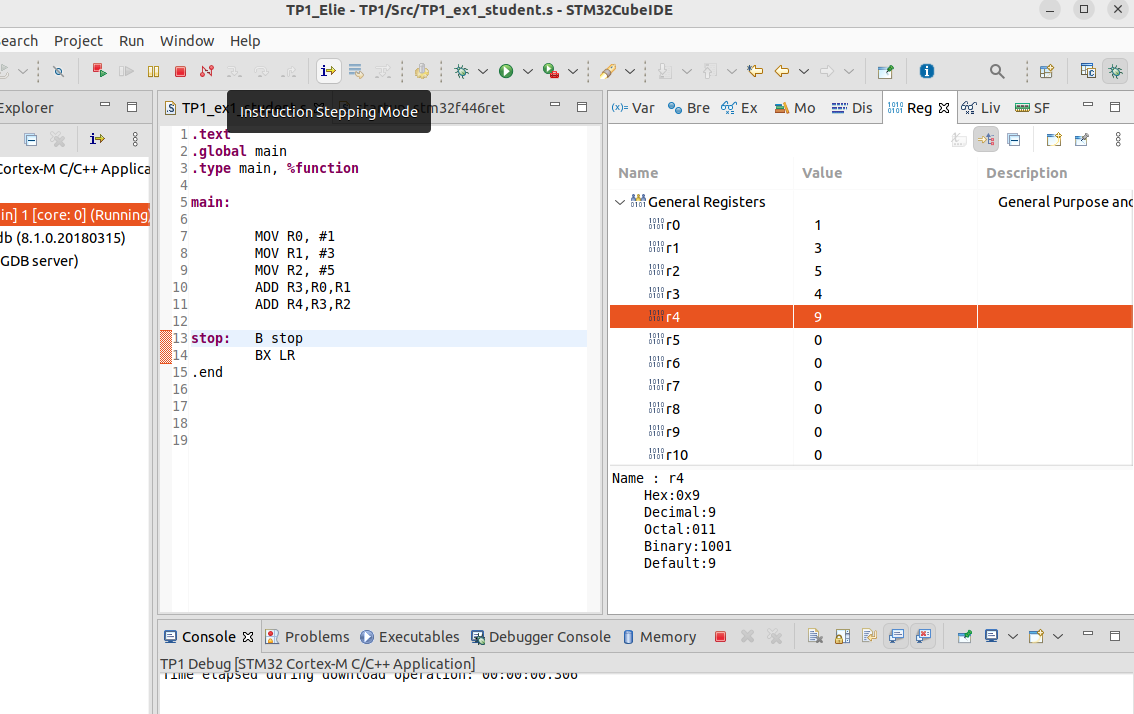 TP1_Elie - TP1/Src/TP1_ex1_student.s - STM32CubeIDE
earch Project Run Window Help
Explorer
TP1_ex1_student.s
stm32f446ret
Instruction Stepping Mode
(x)= Var Bre Ex Mo Dis Reg Liv SF
Cortex-M C/C++ Applica
in] 1 [core: 0] (Running)
db (8.1.0.20180315)
GDB server)
1 .text
2 .global main
3 .type main, %function
4
5 main:
6
7 MOV R0, #1
8 MOV R1, #3
9 MOV R2, #5
10 ADD R3,R0,R1
11 ADD R4,R3,R2
12
13 stop: B stop
14 BX LR
15 .end
16
17
18
19
Name Value Description
General Registers General Purpose and
r0 1
r1 3
r2 5
r3 4
r4 9
r5 0
r6 0
r7 0
r8 0
r9 0
r10 0
Name : r4
Hex:0x9
Decimal:9
Octal:011
Binary:1001
Default:9
Console Problems Executables Debugger Console Memory
TP1 Debug [STM32 Cortex-M C/C++ Application]
Time elapsed during download operation: 00:00:00.306